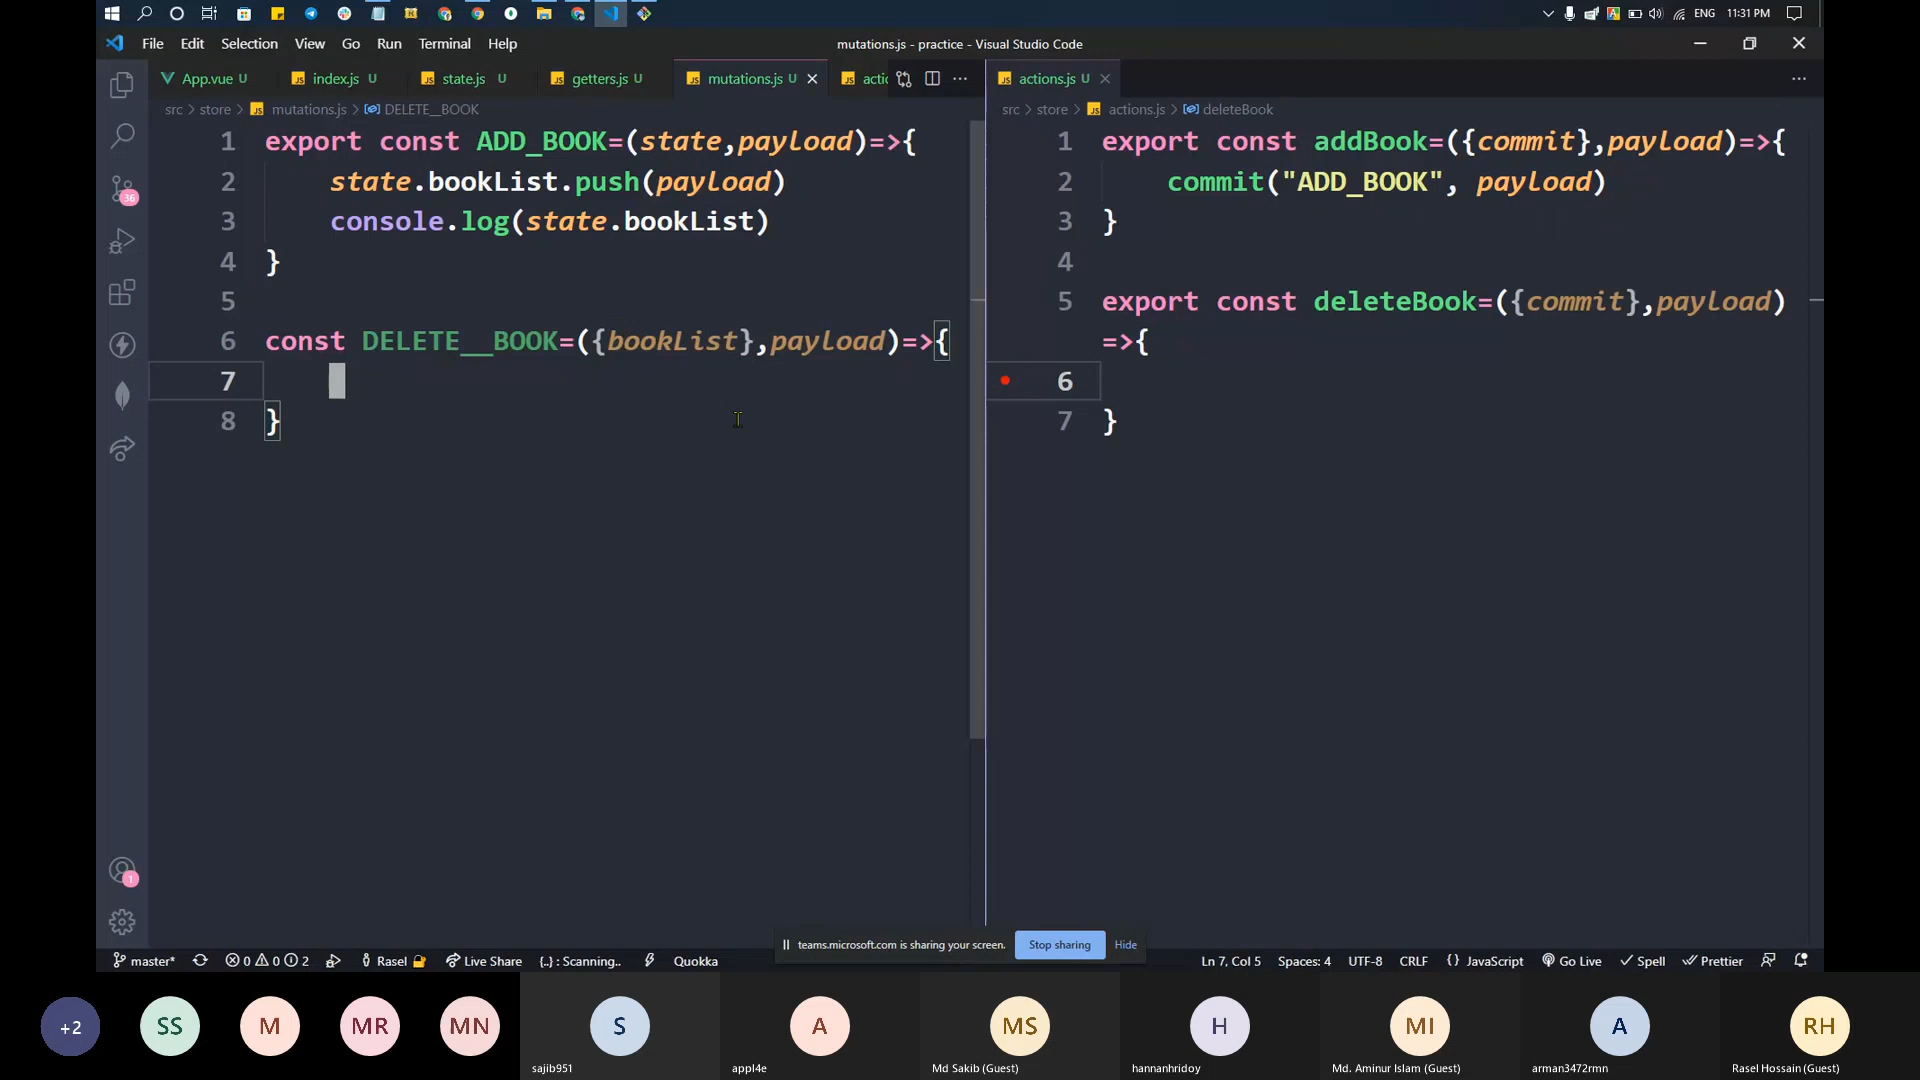 ENG 11:31 PM
File Edit Selection View Go Run Terminal Help
mutations.js - practice - Visual Studio Code
App.vue U index.js U state.js U getters.js U mutations.js U actic
actions.js U
src > store > mutations.js > DELETE__BOOK
1 export const ADD_BOOK=(state,payload)=>{
2 state.bookList.push(payload)
3 console.log(state.bookList)
4 }
5
6 const DELETE__BOOK=({bookList},payload)=>{
7
8 }
src > store > actions.js > deleteBook
1 export const addBook=({commit},payload)=>{
2 commit("ADD_BOOK", payload)
3 }
4
5 export const deleteBook=({commit},payload)
=>{
6
7 }
36
1
teams.microsoft.com is sharing your screen. Stop sharing Hide
master* 0 0 2 Rasel Live Share {..} : Scanning.. Quokka Ln 7, Col 5 Spaces: 4 UTF-8 CRLF {} JavaScript Go Live Spell Prettier
+2 SS M MR MN S A MS H MI A RH
sajib951 appl4e Md Sakib (Guest) hannanhridoy Md. Aminur Islam (Guest) arman3472rmn Rasel Hossain (Guest)